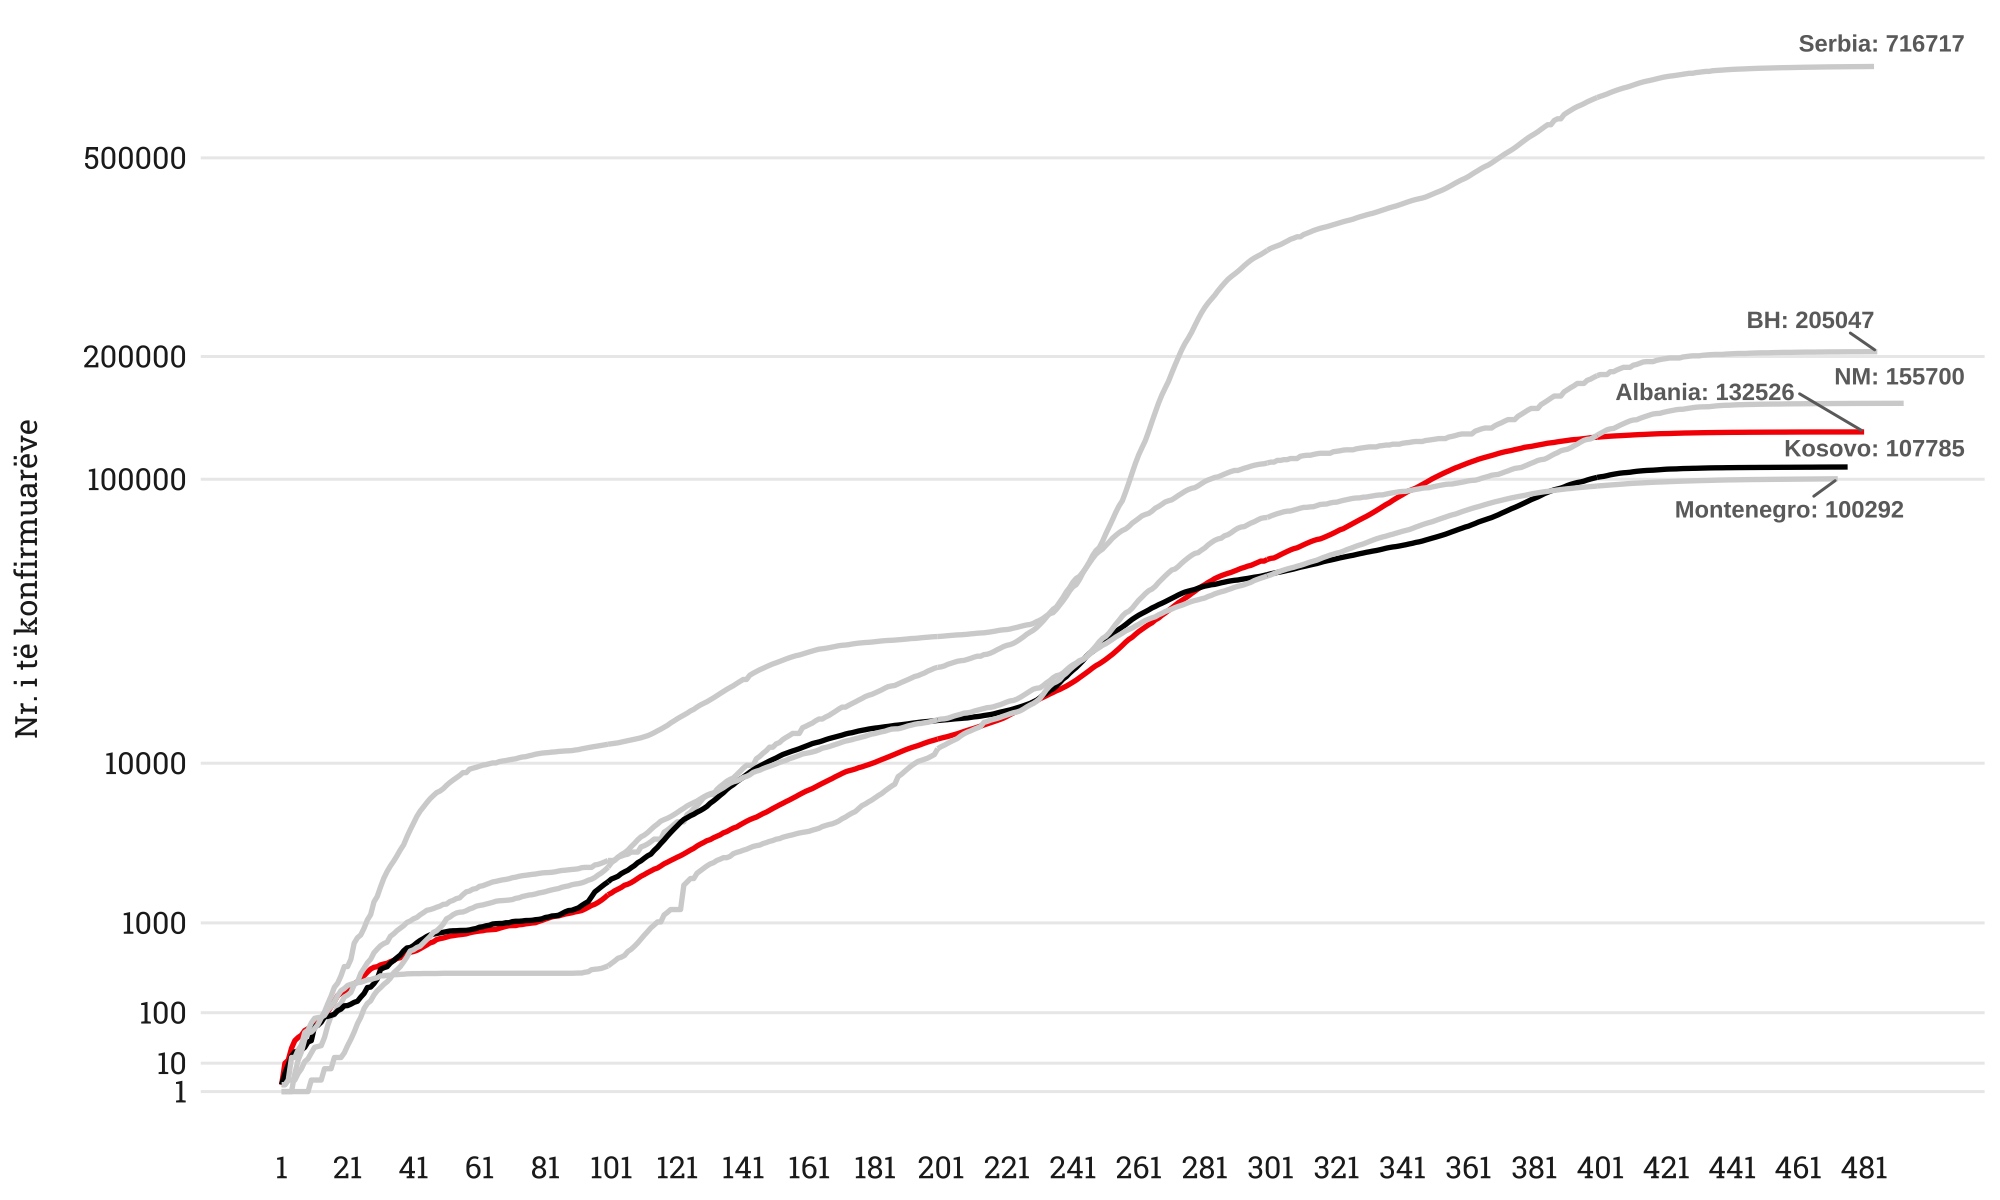 Serbia: 716717
500000
BH: 205047
200000
NM: 155700
Albania: 132526
Kosovo: 107785
100000
Montenegro: 100292
Nr. i të konfirmuarëve
10000
1000
100
10
1
1 21 41 61 81 101 121 141 161 181 201 221 241 261 281 301 321 341 361 381 401 421 441 461 481